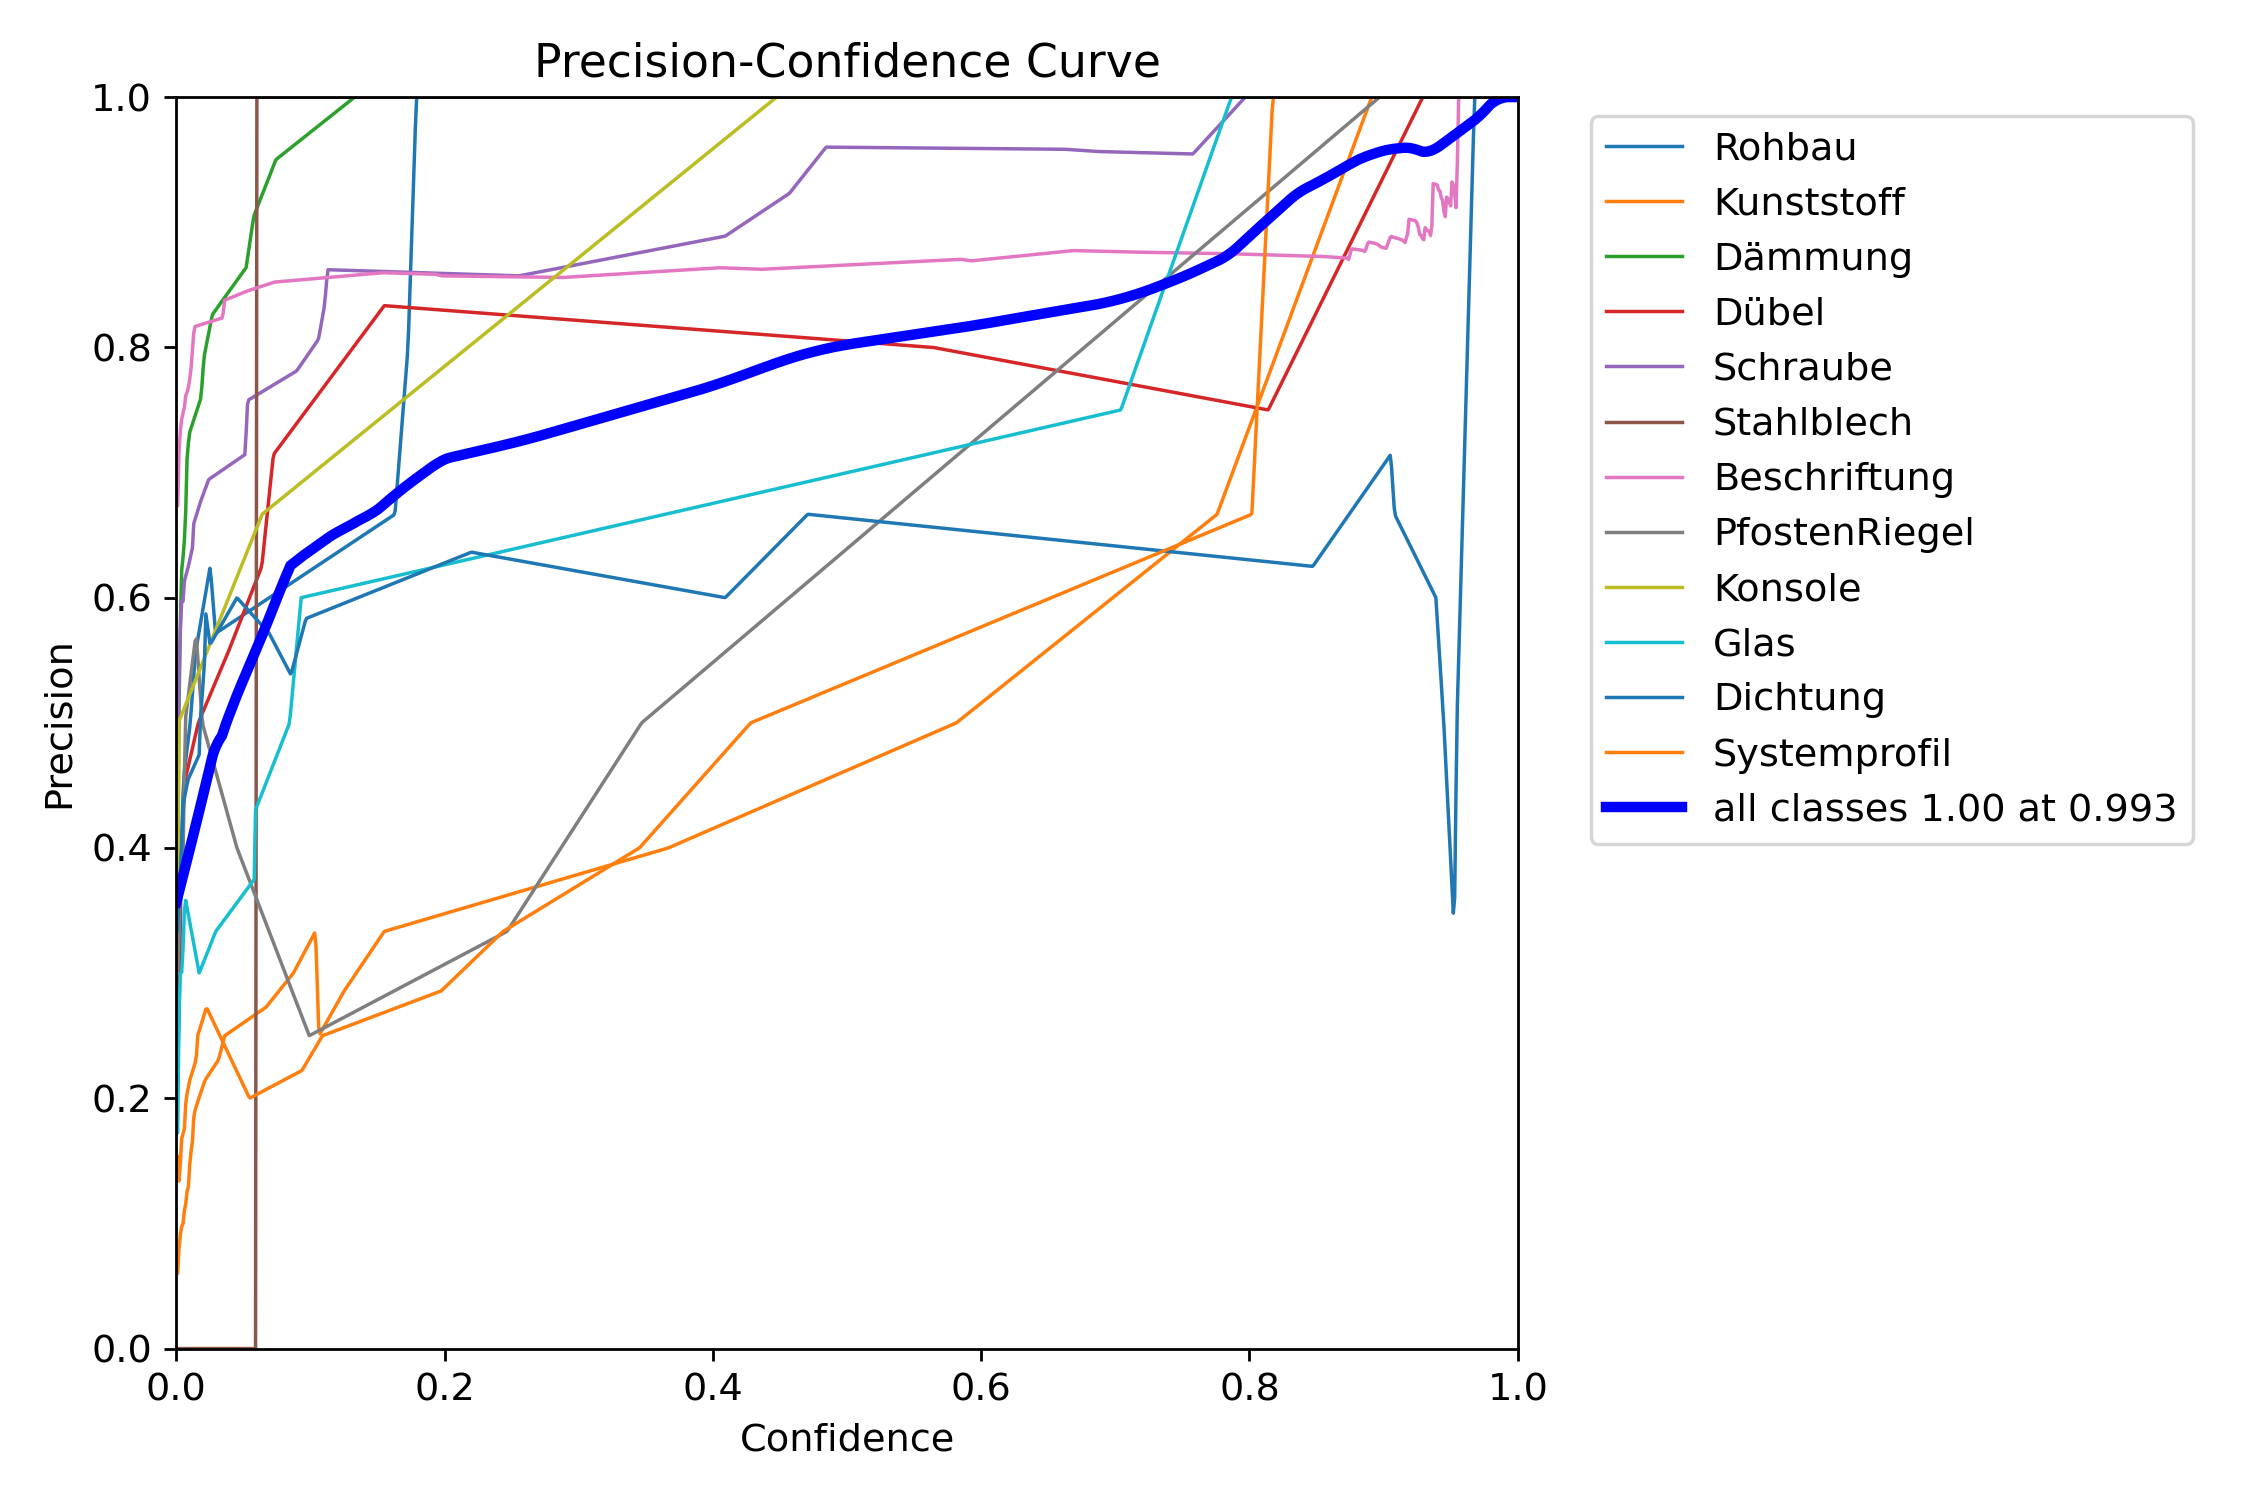 Precision-Confidence Curve
1.0
0.8
0.6
0.4
0.2
0.0
Precision
0.0 0.2 0.4 0.6 0.8 1.0
Confidence
Rohbau
Kunststoff
Dämmung
Dübel
Schraube
Stahlblech
Beschriftung
PfostenRiegel
Konsole
Glas
Dichtung
Systemprofil
all classes 1.00 at 0.993